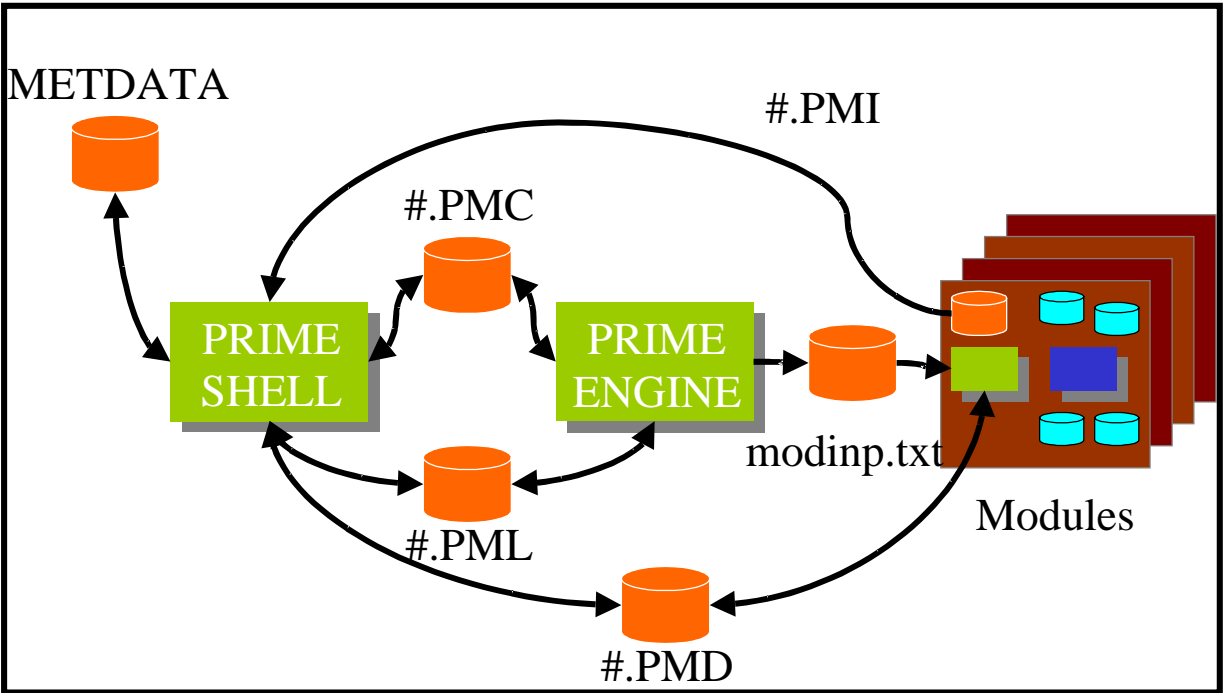 METDATA
#.PMI
#.PMC
PRIME
SHELL
PRIME
ENGINE
modinp.txt
Modules
#.PML
#.PMD